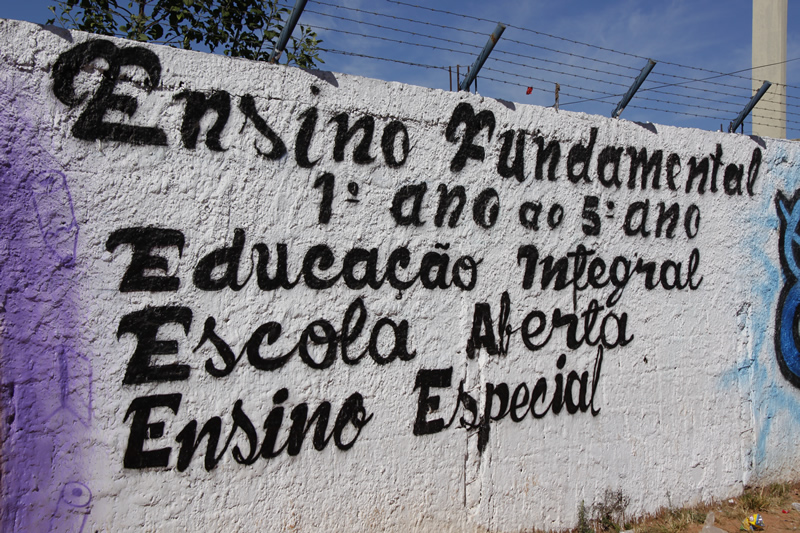 Ensino Fundamental
1º ano ao 5º ano
Educação Integral
Escola Aberta
Ensino Especial